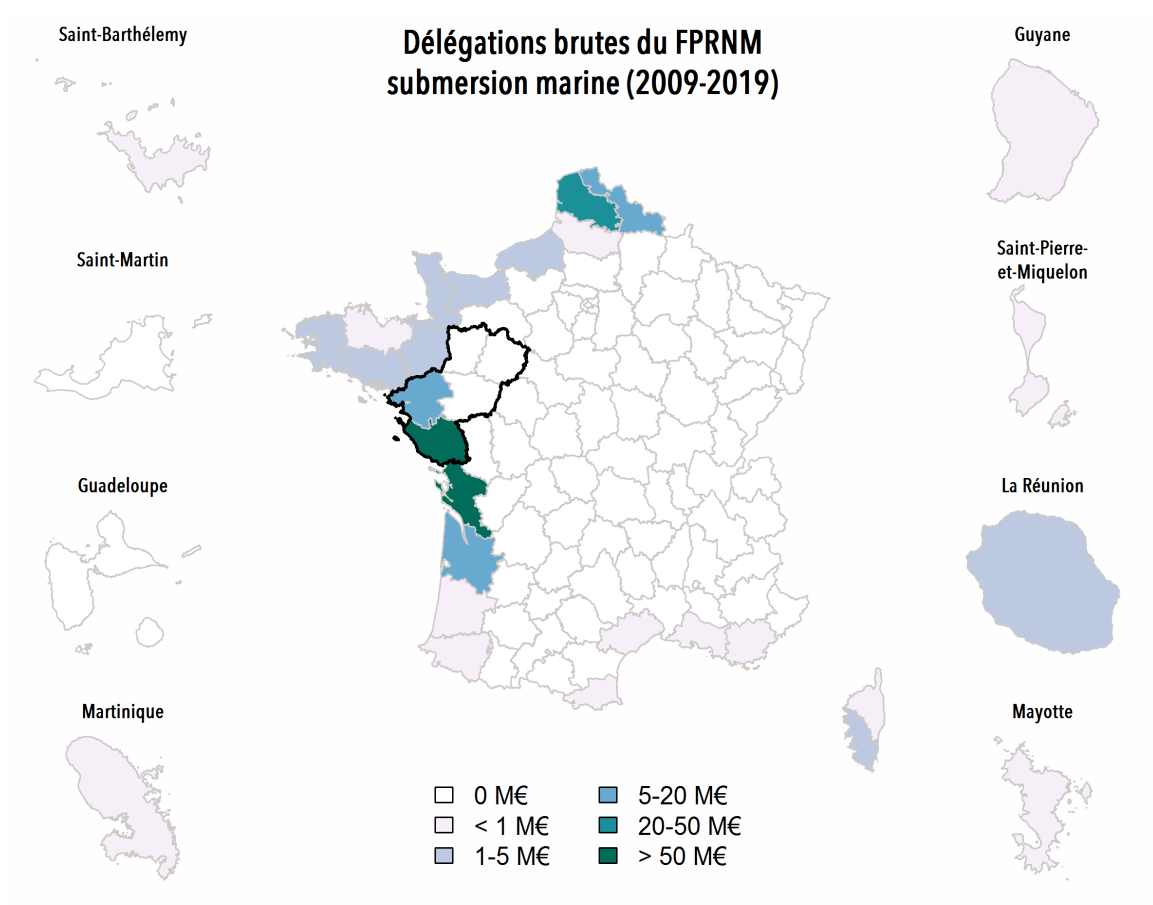 Saint-Barthélemy
Délégations brutes du FPRNM
submersion marine (2009-2019)
Guyane
Saint-Martin
Saint-Pierre-
et-Miquelon
Guadeloupe
La Réunion
Martinique
Mayotte
0 M€
< 1 M€
1-5 M€
5-20 M€
20-50 M€
> 50 M€